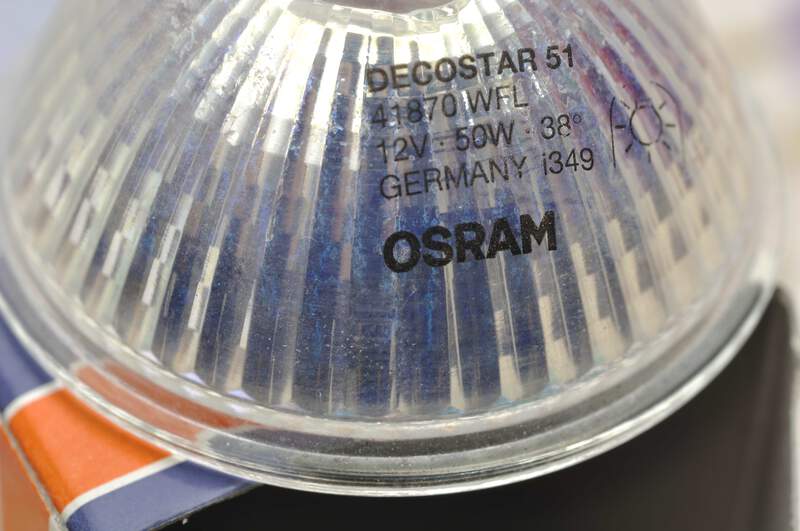 DECOSTAR 51
41870 WFL
12V · 50W · 38°
GERMANY i349
OSRAM